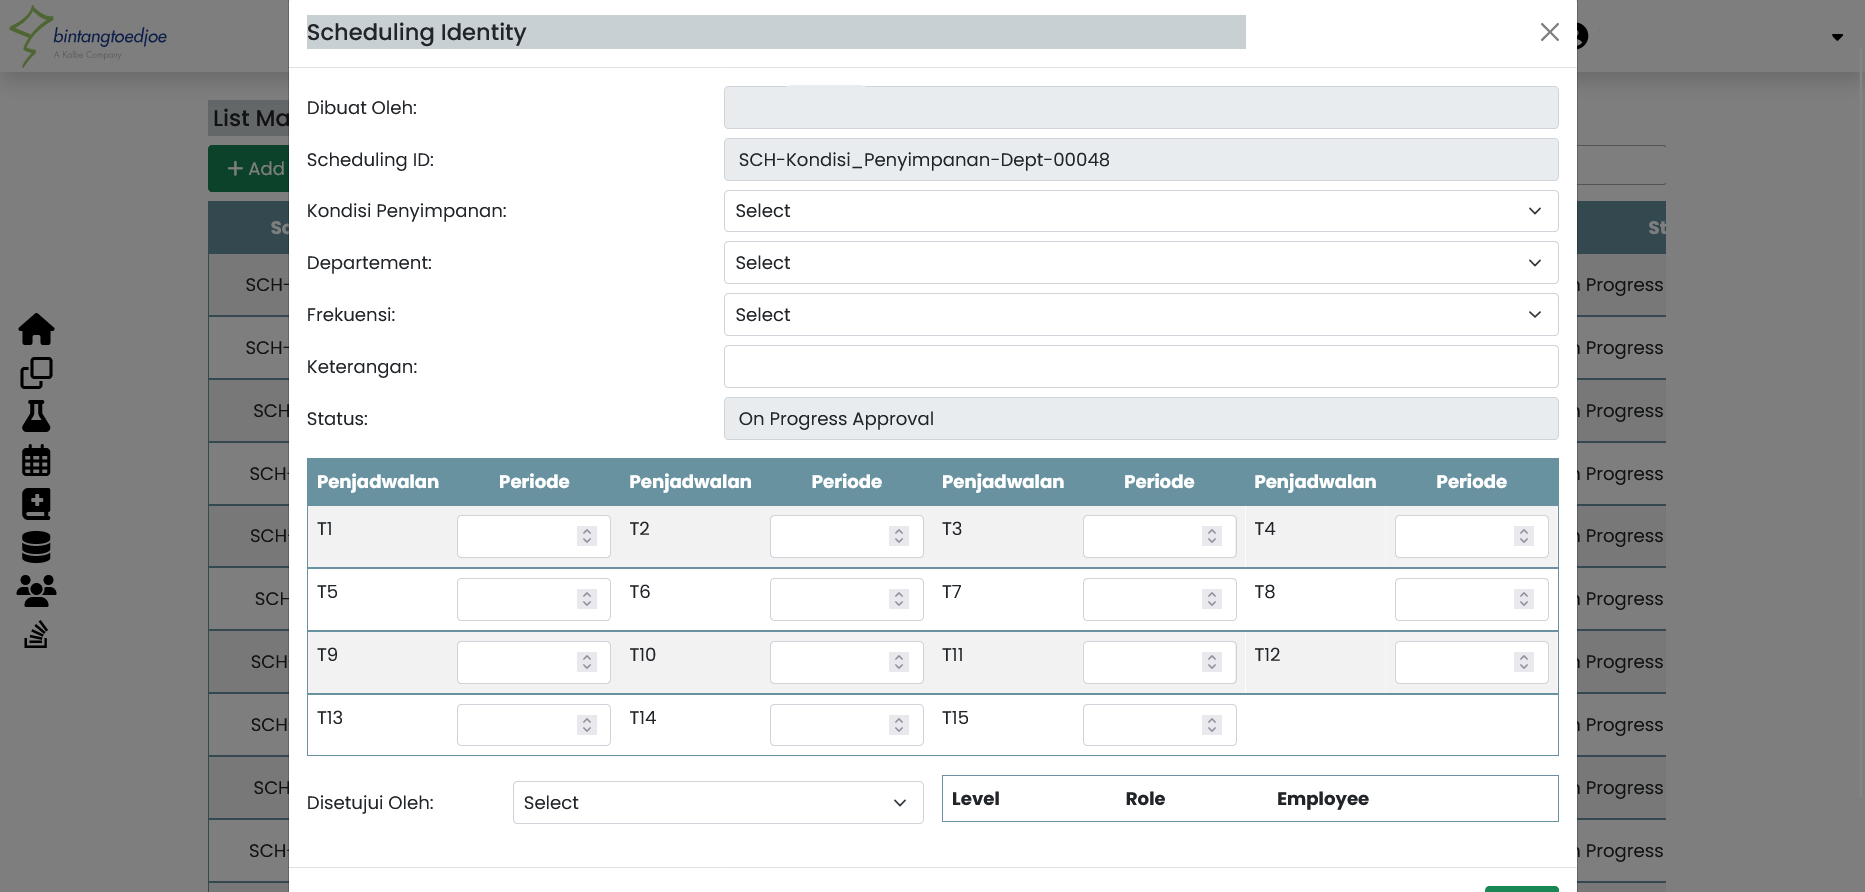 bintangtoedjoe
A Kalbe Company
Scheduling Identity
List Ma
+ Add
Dibuat Oleh:
Scheduling ID: SCH-Kondisi_Penyimpanan-Dept-00048
Kondisi Penyimpanan: Select
Departement: Select
Frekuensi: Select
Keterangan:
Status: On Progress Approval
Penjadwalan Periode Penjadwalan Periode Penjadwalan Periode Penjadwalan Periode
T1 T2 T3 T4
T5 T6 T7 T8
T9 T10 T11 T12
T13 T14 T15
Disetujui Oleh: Select
Level Role Employee
SCH- Progress
SCH- Progress
SCH Progress
SCH- Progress
SCH- Progress
SCH- Progress
SCH- Progress
SCH- Progress
SCH Progress
SCH- Progress